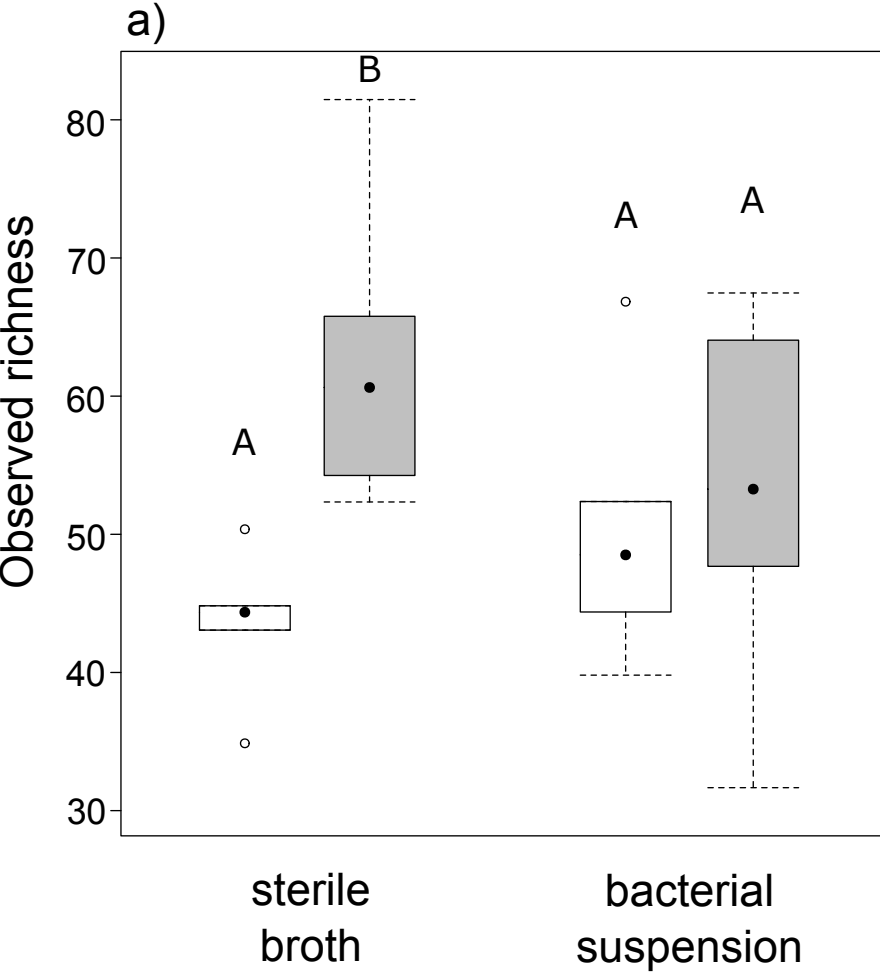 a)
Observed richness
80
70
60
50
40
30
A
B
A
A
sterile
broth
bacterial
suspension